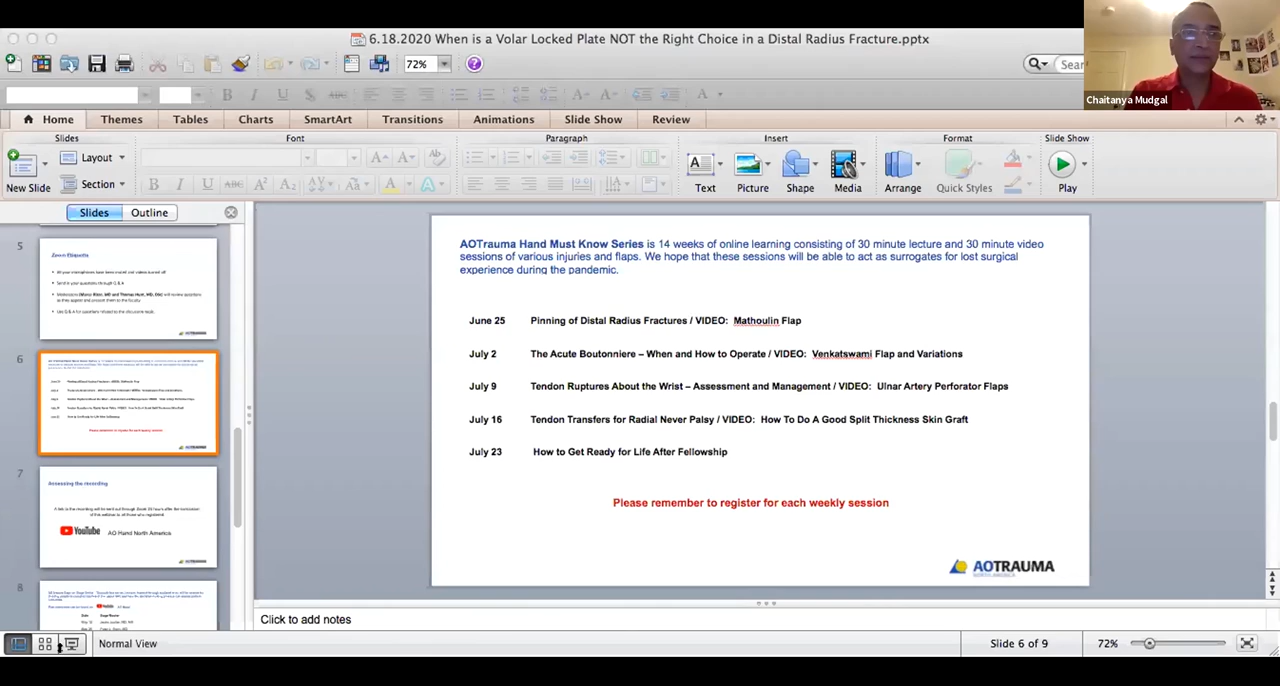 6.18.2020 When is a Volar Locked Plate NOT the Right Choice in a Distal Radius Fracture.pptx
72%
Sear
Chaitanya Mudgal
Home Themes Tables Charts SmartArt Transitions Animations Slide Show Review
Slides Font Paragraph Insert Format Slide Show
New Slide Layout Section
Text Picture Shape Media Arrange Quick Styles Play
Slides Outline
5
Zoom Etiquette
6
7
Accessing the recording
YouTube AO Hand North America
8
AOTrauma Hand Must Know Series is 14 weeks of online learning consisting of 30 minute lecture and 30 minute video
sessions of various injuries and flaps. We hope that these sessions will be able to act as surrogates for lost surgical
experience during the pandemic.
June 25 Pinning of Distal Radius Fractures / VIDEO: Mathoulin Flap
July 2 The Acute Boutonniere – When and How to Operate / VIDEO: Venkatswami Flap and Variations
July 9 Tendon Ruptures About the Wrist – Assessment and Management / VIDEO: Ulnar Artery Perforator Flaps
July 16 Tendon Transfers for Radial Never Palsy / VIDEO: How To Do A Good Split Thickness Skin Graft
July 23 How to Get Ready for Life After Fellowship
Please remember to register for each weekly session
AOTRAUMA
NORTH AMERICA
Click to add notes
Normal View Slide 6 of 9 72%